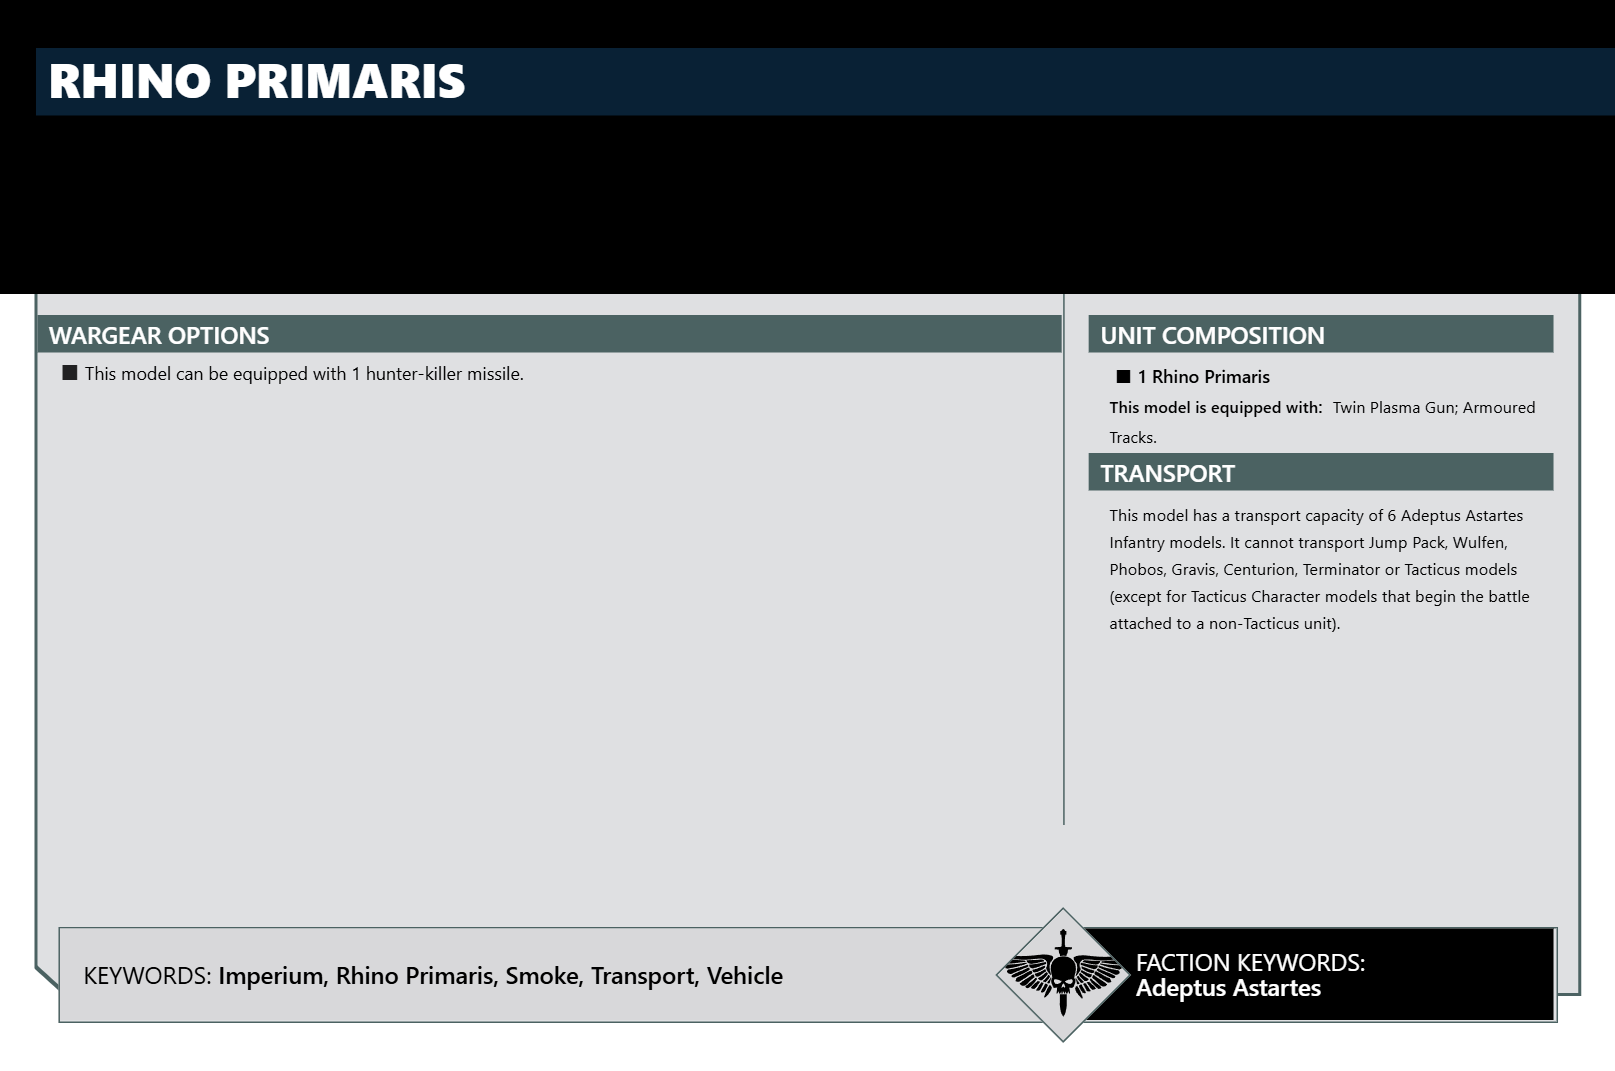 RHINO PRIMARIS
WARGEAR OPTIONS
■ This model can be equipped with 1 hunter-killer missile.
UNIT COMPOSITION
■ 1 Rhino Primaris
This model is equipped with: Twin Plasma Gun; Armoured
Tracks.
TRANSPORT
This model has a transport capacity of 6 Adeptus Astartes
Infantry models. It cannot transport Jump Pack, Wulfen,
Phobos, Gravis, Centurion, Terminator or Tacticus models
(except for Tacticus Character models that begin the battle
attached to a non-Tacticus unit).
KEYWORDS: Imperium, Rhino Primaris, Smoke, Transport, Vehicle
FACTION KEYWORDS:
Adeptus Astartes